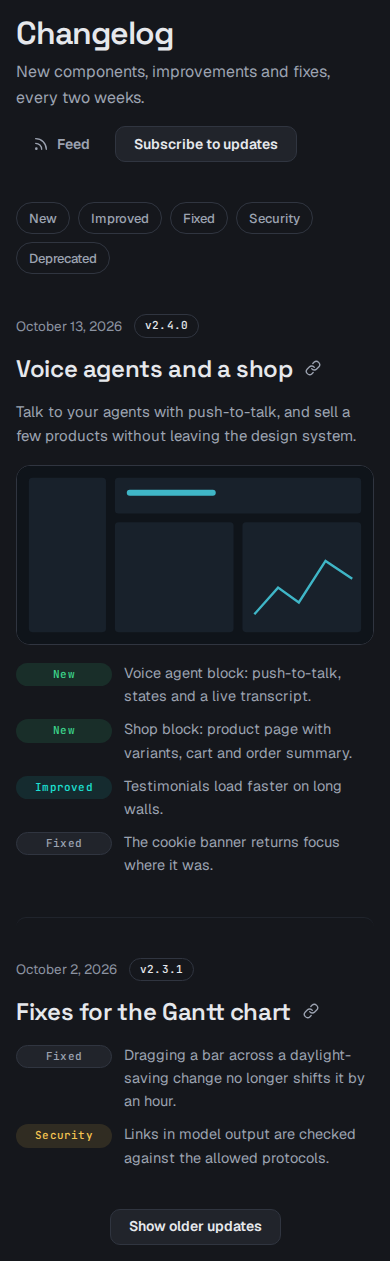 Changelog
New components, improvements and fixes,
every two weeks.
Feed
Subscribe to updates
New
Improved
Fixed
Security
Deprecated
October 13, 2026
v2.4.0
Voice agents and a shop
Talk to your agents with push-to-talk, and sell a
few products without leaving the design system.
New
Voice agent block: push-to-talk,
states and a live transcript.
New
Shop block: product page with
variants, cart and order summary.
Improved
Testimonials load faster on long
walls.
Fixed
The cookie banner returns focus
where it was.
October 2, 2026
v2.3.1
Fixes for the Gantt chart
Fixed
Dragging a bar across a daylight-
saving change no longer shifts it by
an hour.
Security
Links in model output are checked
against the allowed protocols.
Show older updates